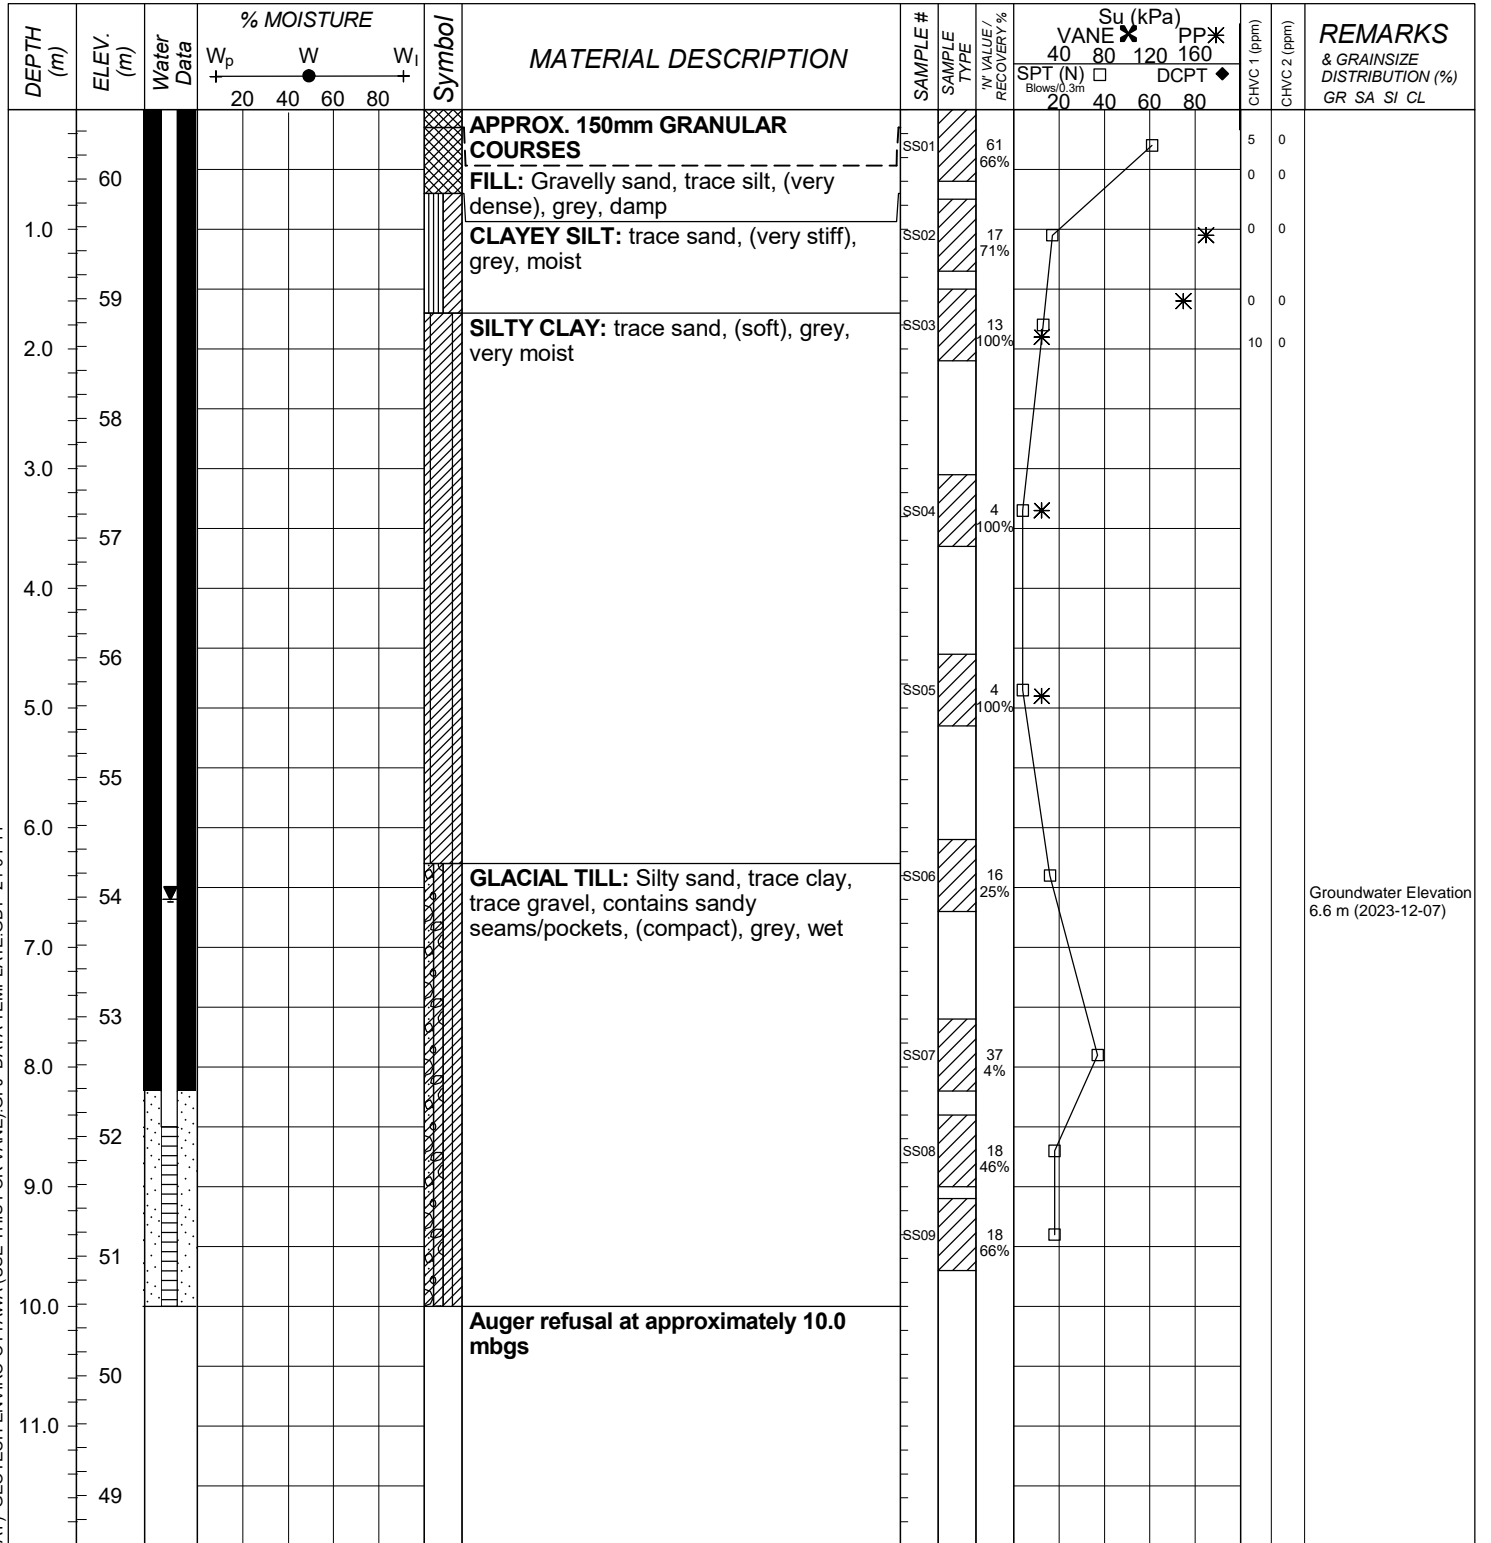 DEPTH (m)
ELEV. (m)
Water Data
% MOISTURE
Wp W Wl
20 40 60 80
Symbol
MATERIAL DESCRIPTION
SAMPLE #
SAMPLE TYPE
'N' VALUE / RECOVERY %
Su (kPa)
VANE PP
40 80 120 160
SPT (N) DCPT
Blows/0.3m
20 40 60 80
CHVC 1 (ppm)
CHVC 2 (ppm)
REMARKS
& GRAINSIZE
DISTRIBUTION (%)
GR SA SI CL
APPROX. 150mm GRANULAR
COURSES
SS01 61 5 0
66%
60
FILL: Gravelly sand, trace silt, (very
0 0
dense), grey, damp
1.0
CLAYEY SILT: trace sand, (very stiff),
grey, moist
SS02 17 0 0
71%
59
0 0
SILTY CLAY: trace sand, (soft), grey,
very moist
SS03 13
100% 10 0
2.0
58
3.0
SS04 4
100%
57
4.0
56
SS05 4
100%
5.0
55
6.0
GLACIAL TILL: Silty sand, trace clay,
trace gravel, contains sandy
seams/pockets, (compact), grey, wet
SS06 16
25%
54
Groundwater Elevation
6.6 m (2023-12-07)
7.0
53
SS07 37
4%
8.0
52
SS08 18
46%
9.0
SS09 18
66%
51
10.0
Auger refusal at approximately 10.0
mbgs
50
11.0
49